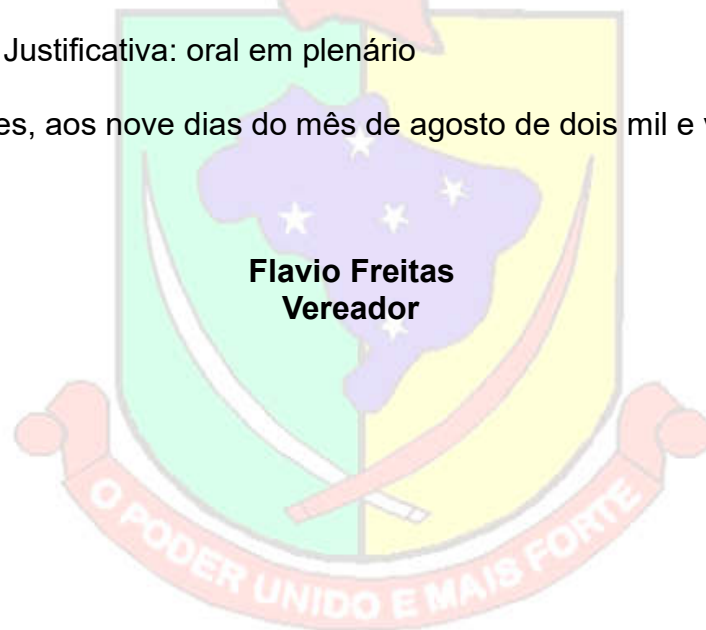 Justificativa: oral em plenário
es, aos nove dias do mês de agosto de dois mil e v
Flavio Freitas
Vereador
O PODER UNIDO E MAIS FORTE